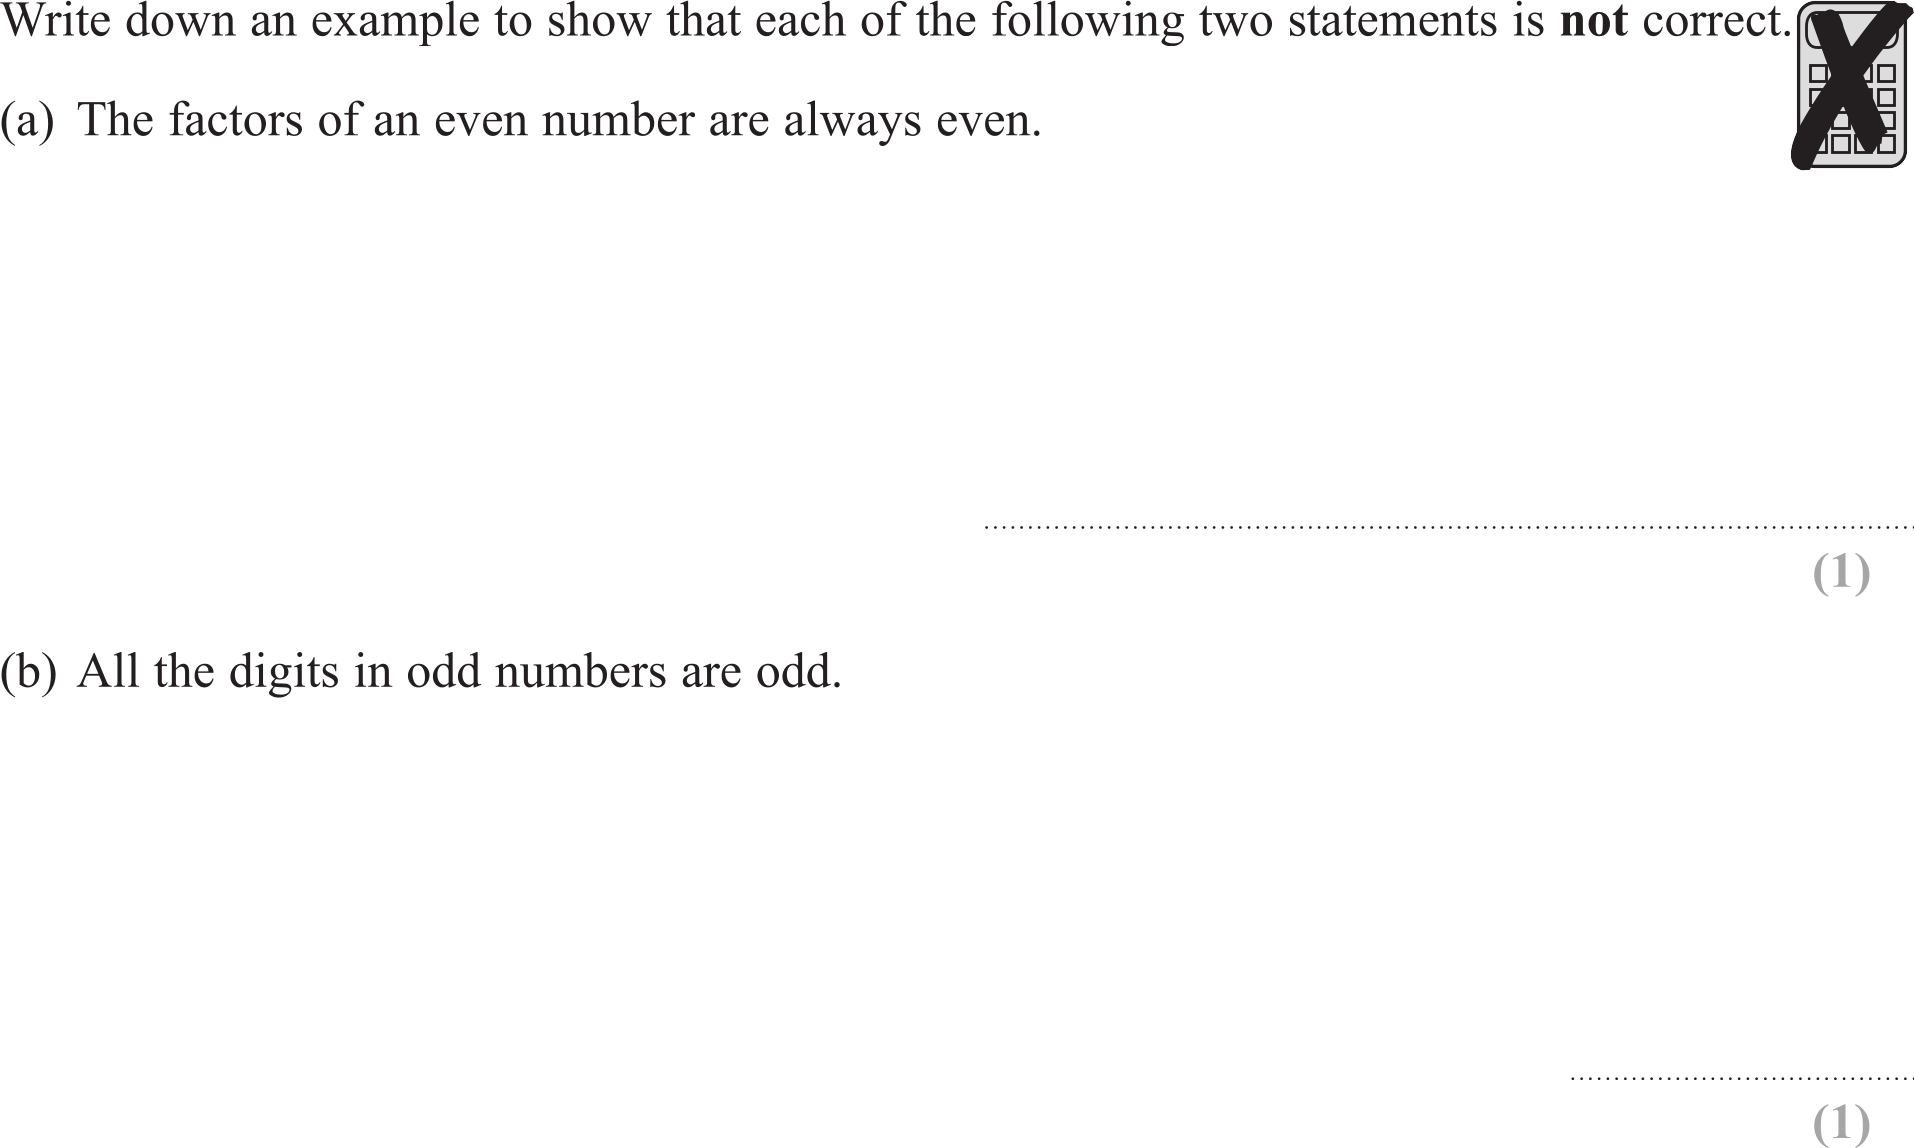 Write down an example to show that each of the following two statements is not correct.
(a) The factors of an even number are always even.
(1)
(b) All the digits in odd numbers are odd.
(1)